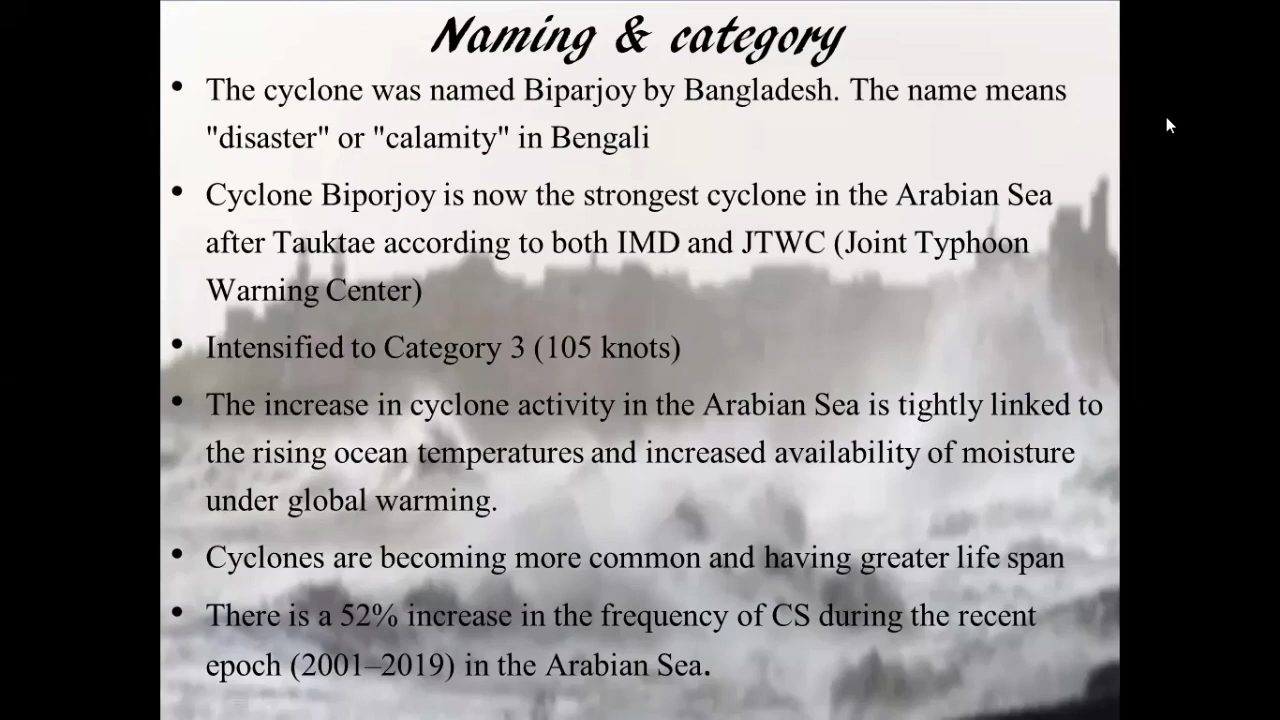 Naming & category
• The cyclone was named Biparjoy by Bangladesh. The name means
"disaster" or "calamity" in Bengali
• Cyclone Biporjoy is now the strongest cyclone in the Arabian Sea
after Tauktae according to both IMD and JTWC (Joint Typhoon
Warning Center)
• Intensified to Category 3 (105 knots)
• The increase in cyclone activity in the Arabian Sea is tightly linked to
the rising ocean temperatures and increased availability of moisture
under global warming.
• Cyclones are becoming more common and having greater life span
• There is a 52% increase in the frequency of CS during the recent
epoch (2001–2019) in the Arabian Sea.